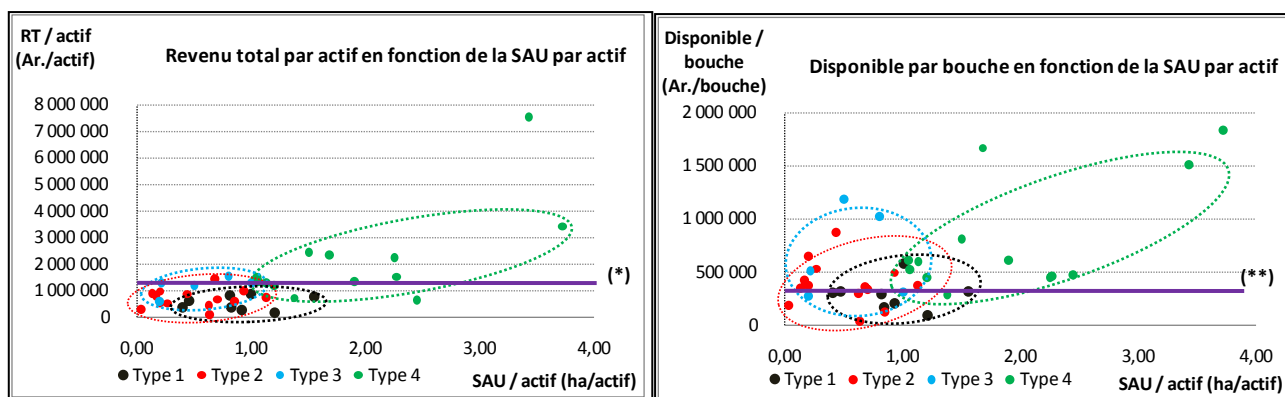 RT / actif
(Ar./actif)
Revenu total par actif en fonction de la SAU par actif
8 000 000
7 000 000
6 000 000
5 000 000
4 000 000
3 000 000
2 000 000
1 000 000
0
(*)
0,00 1,00 2,00 3,00 4,00
Type 1 Type 2 Type 3 Type 4
SAU / actif (ha/actif)
Disponible /
bouche
(Ar./bouche)
Disponible par bouche en fonction de la SAU par actif
2 000 000
1 500 000
1 000 000
500 000
0
(**)
0,00 1,00 2,00 3,00 4,00
Type 1 Type 2 Type 3 Type 4
SAU / actif (ha/actif)